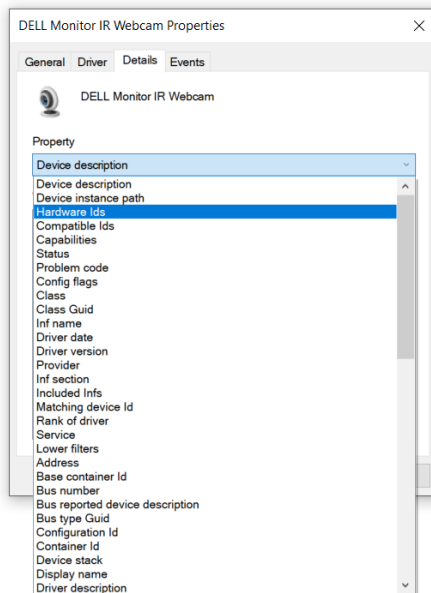 DELL Monitor IR Webcam Properties
General Driver Details Events
DELL Monitor IR Webcam
Property
Device description
Device description
Device instance path
Hardware Ids
Compatible Ids
Capabilities
Status
Problem code
Config flags
Class
Class Guid
Inf name
Driver date
Driver version
Provider
Inf section
Included Infs
Matching device Id
Rank of driver
Service
Lower filters
Address
Base container Id
Bus number
Bus reported device description
Bus type Guid
Configuration Id
Container Id
Device stack
Display name
Driver description